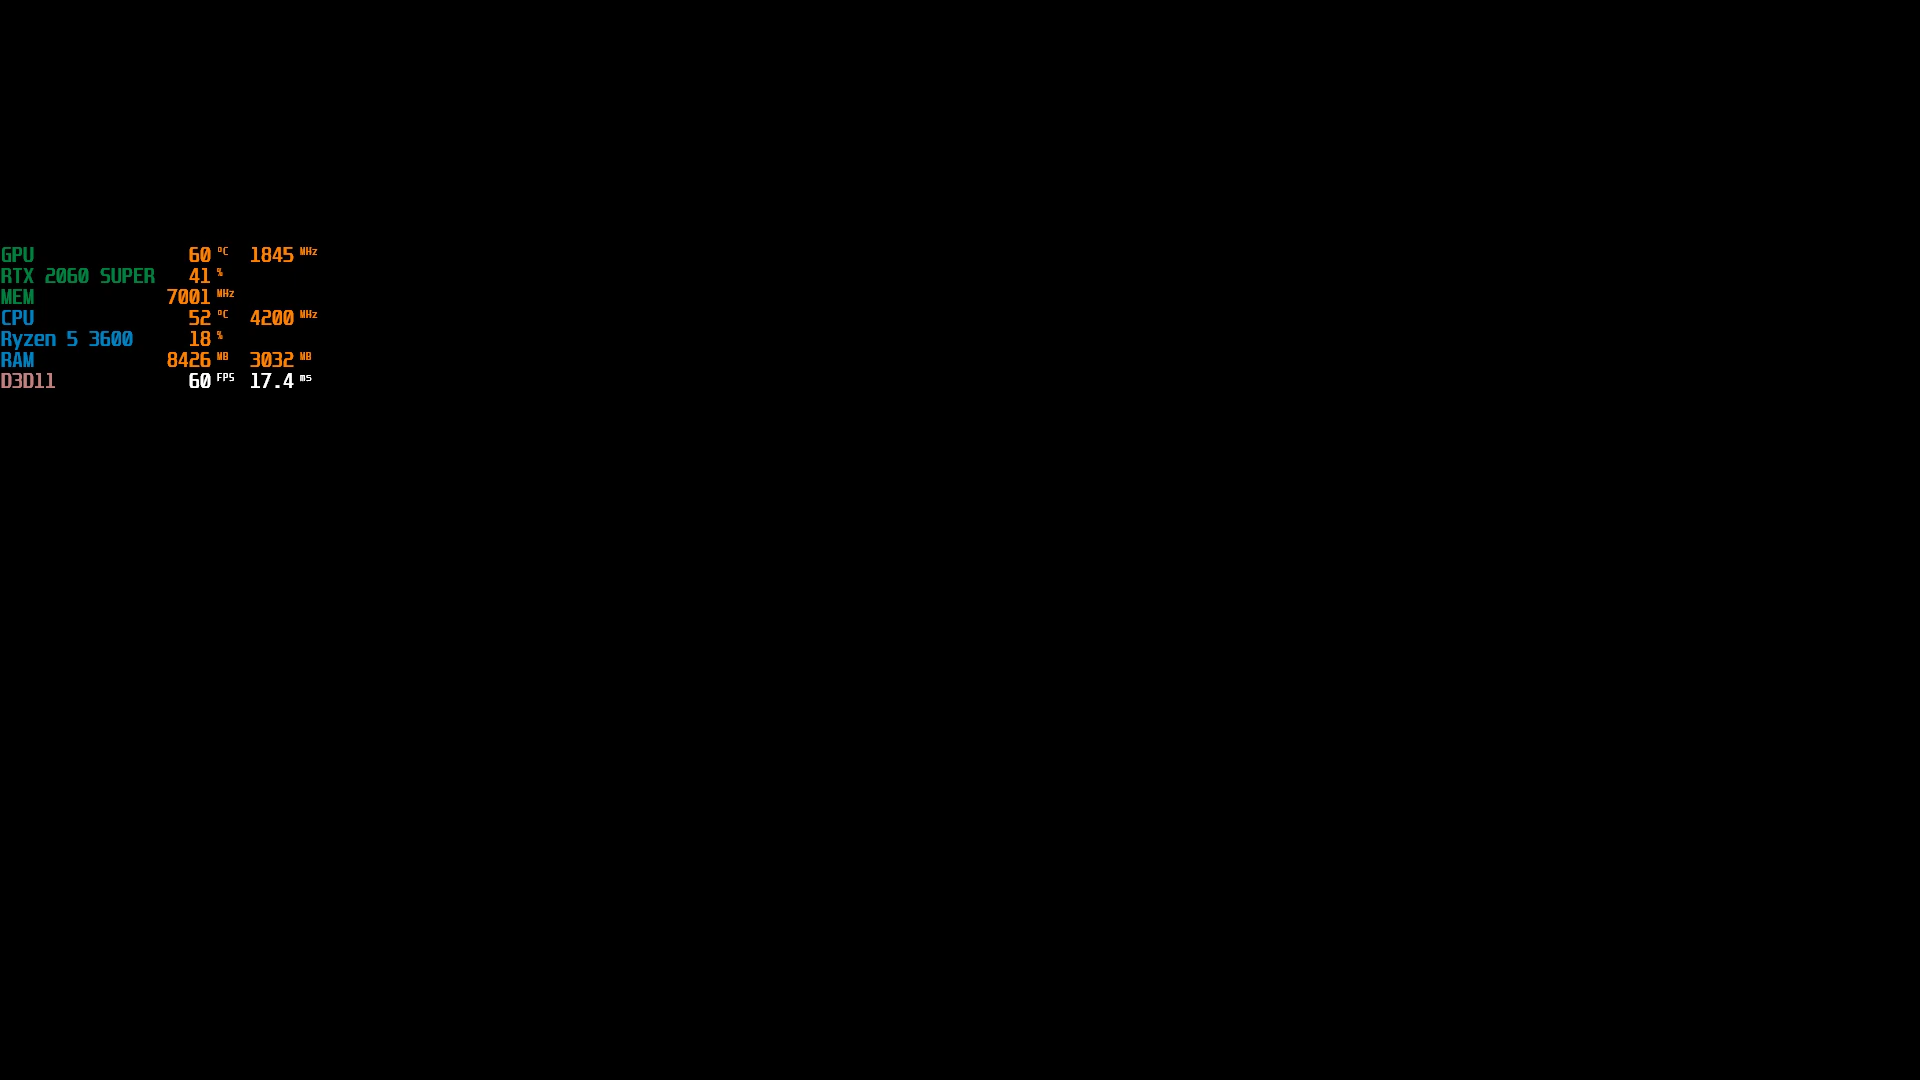 GPU 60 °C 1845 MHz
RTX 2060 SUPER 41 %
MEM 7001 MHz
CPU 52 °C 4200 MHz
Ryzen 5 3600 18 %
RAM 8426 MB 3032 MB
D3D11 60 FPS 17.4 ms